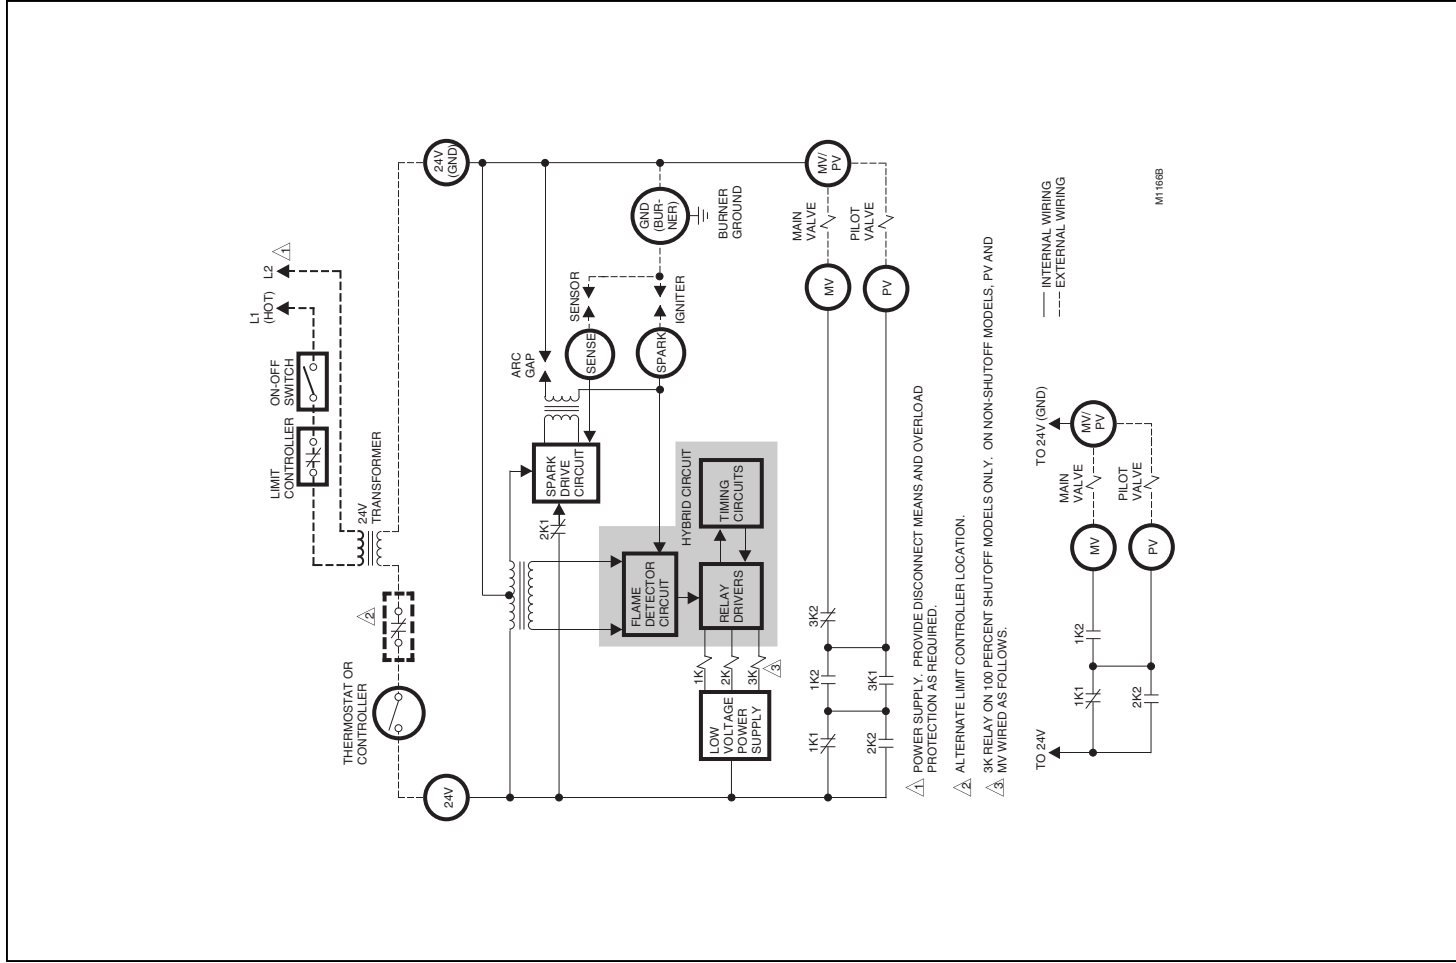 THERMOSTAT OR
CONTROLLER
2
24V
TRANSFORMER
LIMIT
CONTROLLER
ON-OFF
SWITCH
L1
(HOT)
L2
1
24V
24V
(GND)
2K1
SPARK
DRIVE
CIRCUIT
ARC
GAP
SENSE
SENSOR
SPARK
IGNITER
GND
(BUR-
NER)
BURNER
GROUND
FLAME
DETECTOR
CIRCUIT
HYBRID CIRCUIT
LOW
VOLTAGE
POWER
SUPPLY
1K
2K
3K
3
RELAY
DRIVERS
TIMING
CIRCUITS
1K1
1K2
3K2
2K2
3K1
MV
PV
MAIN
VALVE
PILOT
VALVE
MV/
PV
1 POWER SUPPLY. PROVIDE DISCONNECT MEANS AND OVERLOAD
PROTECTION AS REQUIRED.
2 ALTERNATE LIMIT CONTROLLER LOCATION.
3 3K RELAY ON 100 PERCENT SHUTOFF MODELS ONLY. ON NON-SHUTOFF MODELS, PV AND
MV WIRED AS FOLLOWS.
INTERNAL WIRING
EXTERNAL WIRING
TO 24V
1K1
1K2
2K2
MV
PV
MAIN
VALVE
PILOT
VALVE
TO 24V (GND)
MV/
PV
M1166B